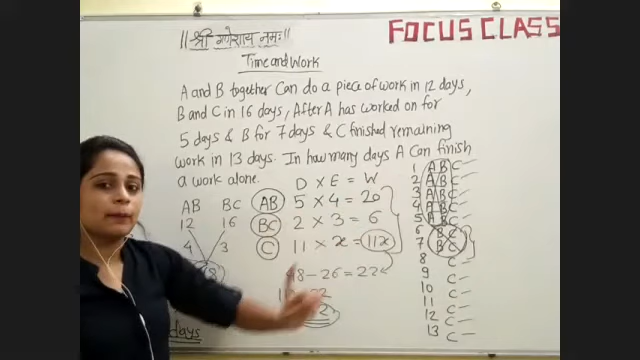 || श्री गणेशाय नमः ||
FOCUS CLASS
Time and Work
A and B together Can do a piece of work in 12 days,
B and C in 16 days, After A has worked on for
5 days & B for 7 days & C finished remaining
work in 13 days. In how many days A Can finish
a work alone.
D × E = W
AB BC
12 16
4 3
AB 5 × 4 = 20
BC 2 × 3 = 6
C 11 × x = 11x
48 - 26 = 22
days
1 A B C -
2 A B C -
3 A B C -
4 A B C -
5 A B C -
6 B C -
7 B C -
8 C -
9 C -
10 C -
11 C -
12 C -
13 C